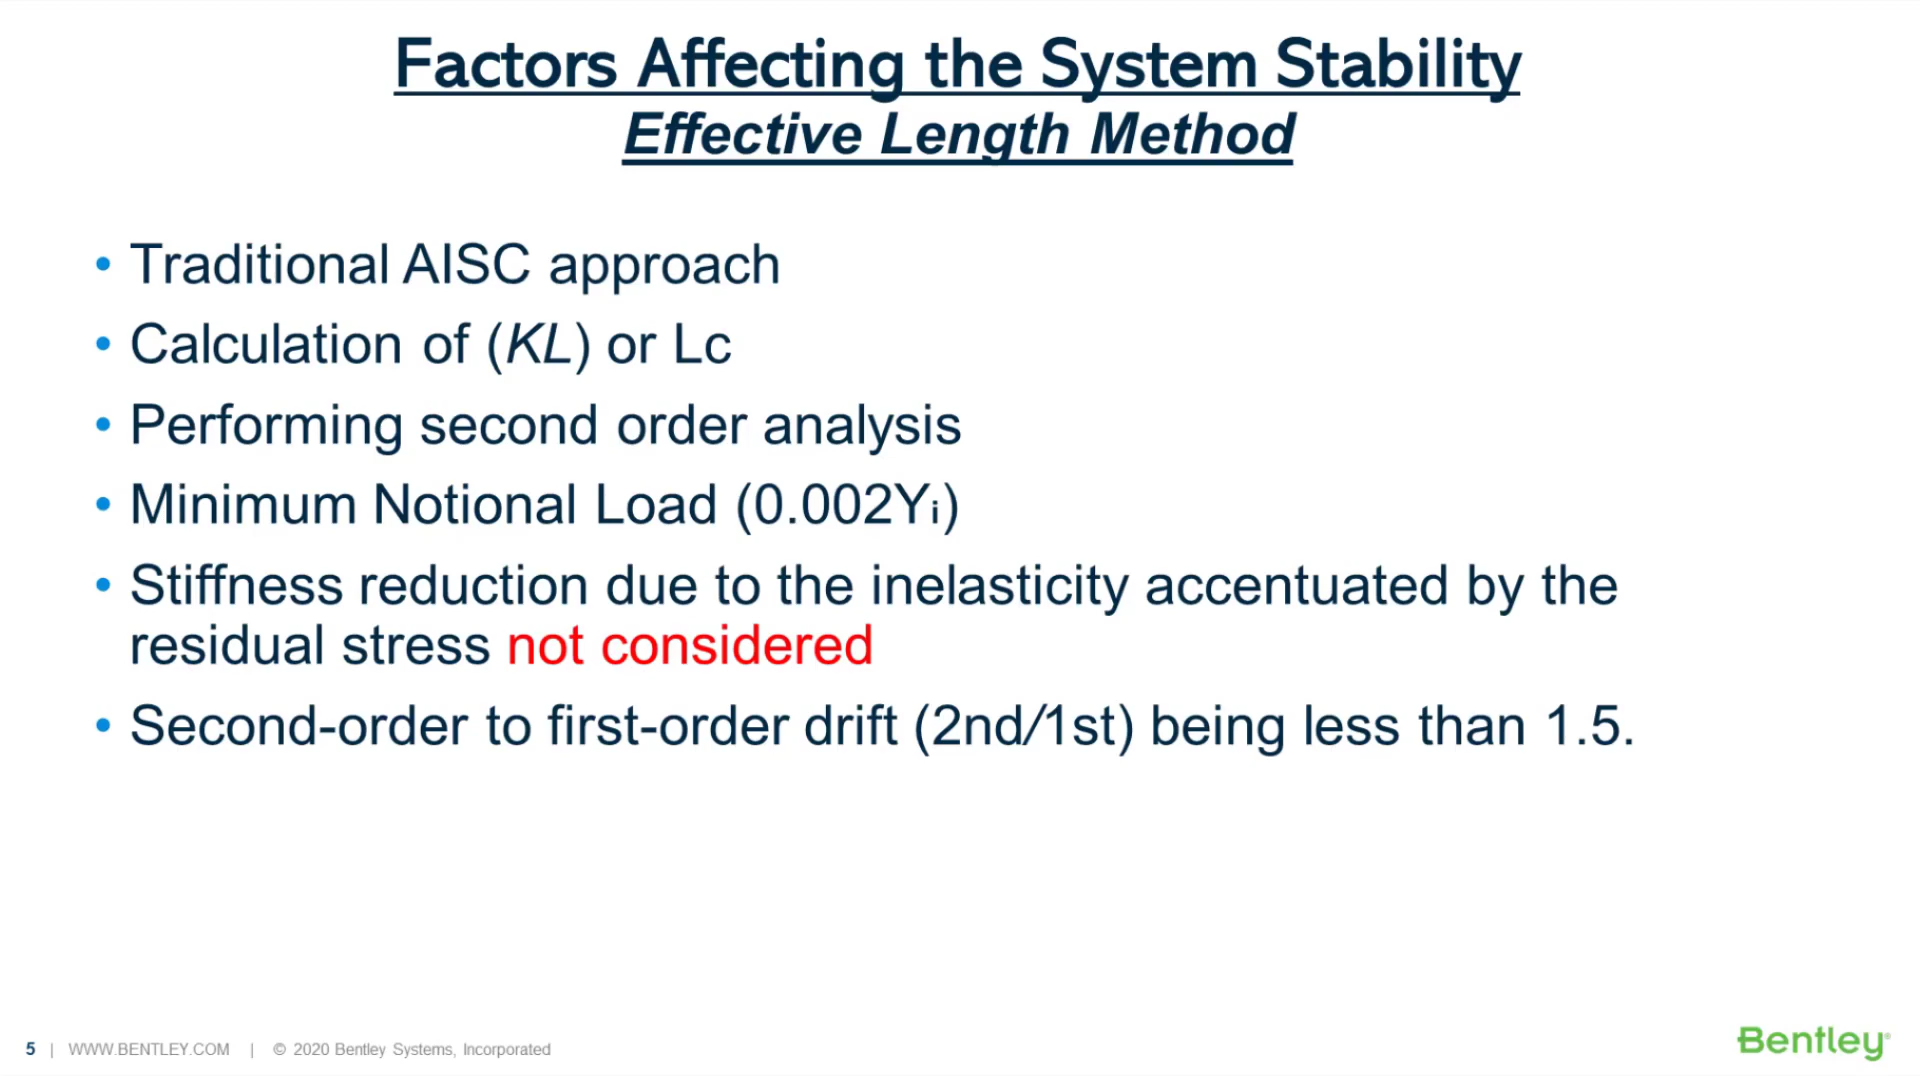 Factors Affecting the System Stability
Effective Length Method
• Traditional AISC approach
• Calculation of (KL) or Lc
• Performing second order analysis
• Minimum Notional Load (0.002Yi)
• Stiffness reduction due to the inelasticity accentuated by the
residual stress not considered
• Second-order to first-order drift (2nd/1st) being less than 1.5.
5 | WWW.BENTLEY.COM | © 2020 Bentley Systems, Incorporated
Bentley®